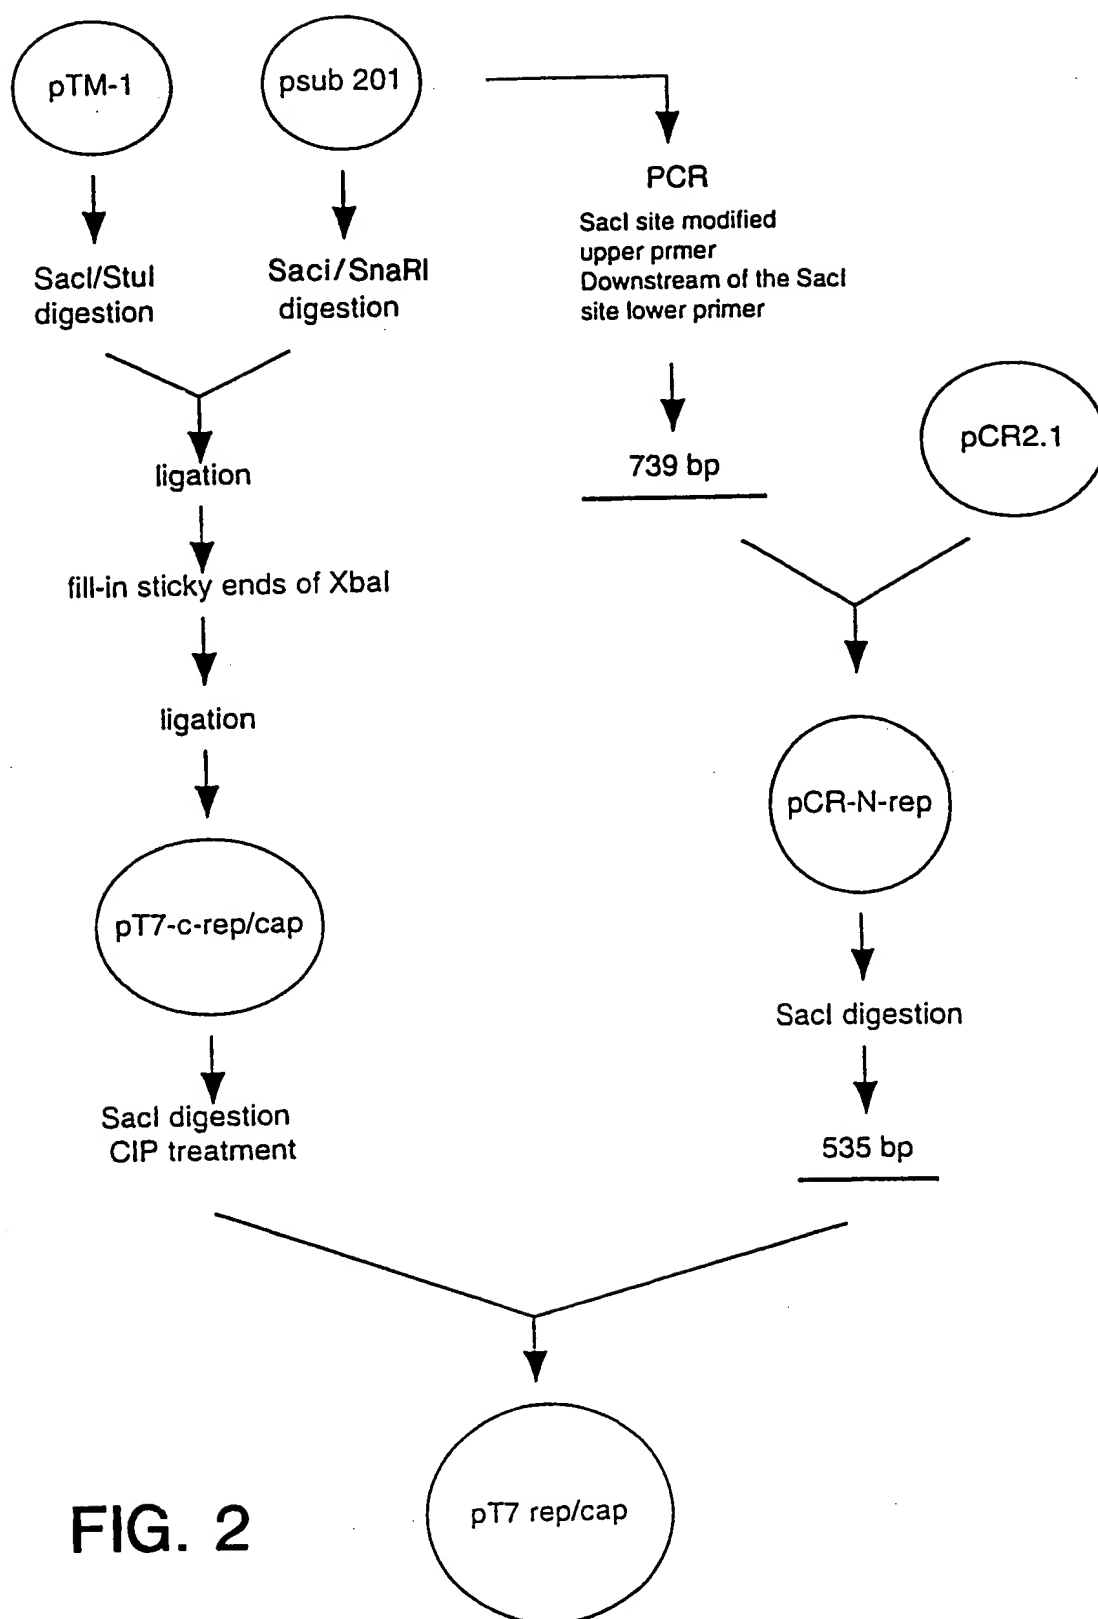 pTM-1
psub 201
PCR
SacI site modified
upper prmer
Downstream of the SacI
site lower primer
SacI/StuI
digestion
Saci/SnaRI
digestion
739 bp
pCR2.1
ligation
fill-in sticky ends of XbaI
ligation
pCR-N-rep
pT7-c-rep/cap
SacI digestion
SacI digestion
CIP treatment
535 bp
pT7 rep/cap
FIG. 2